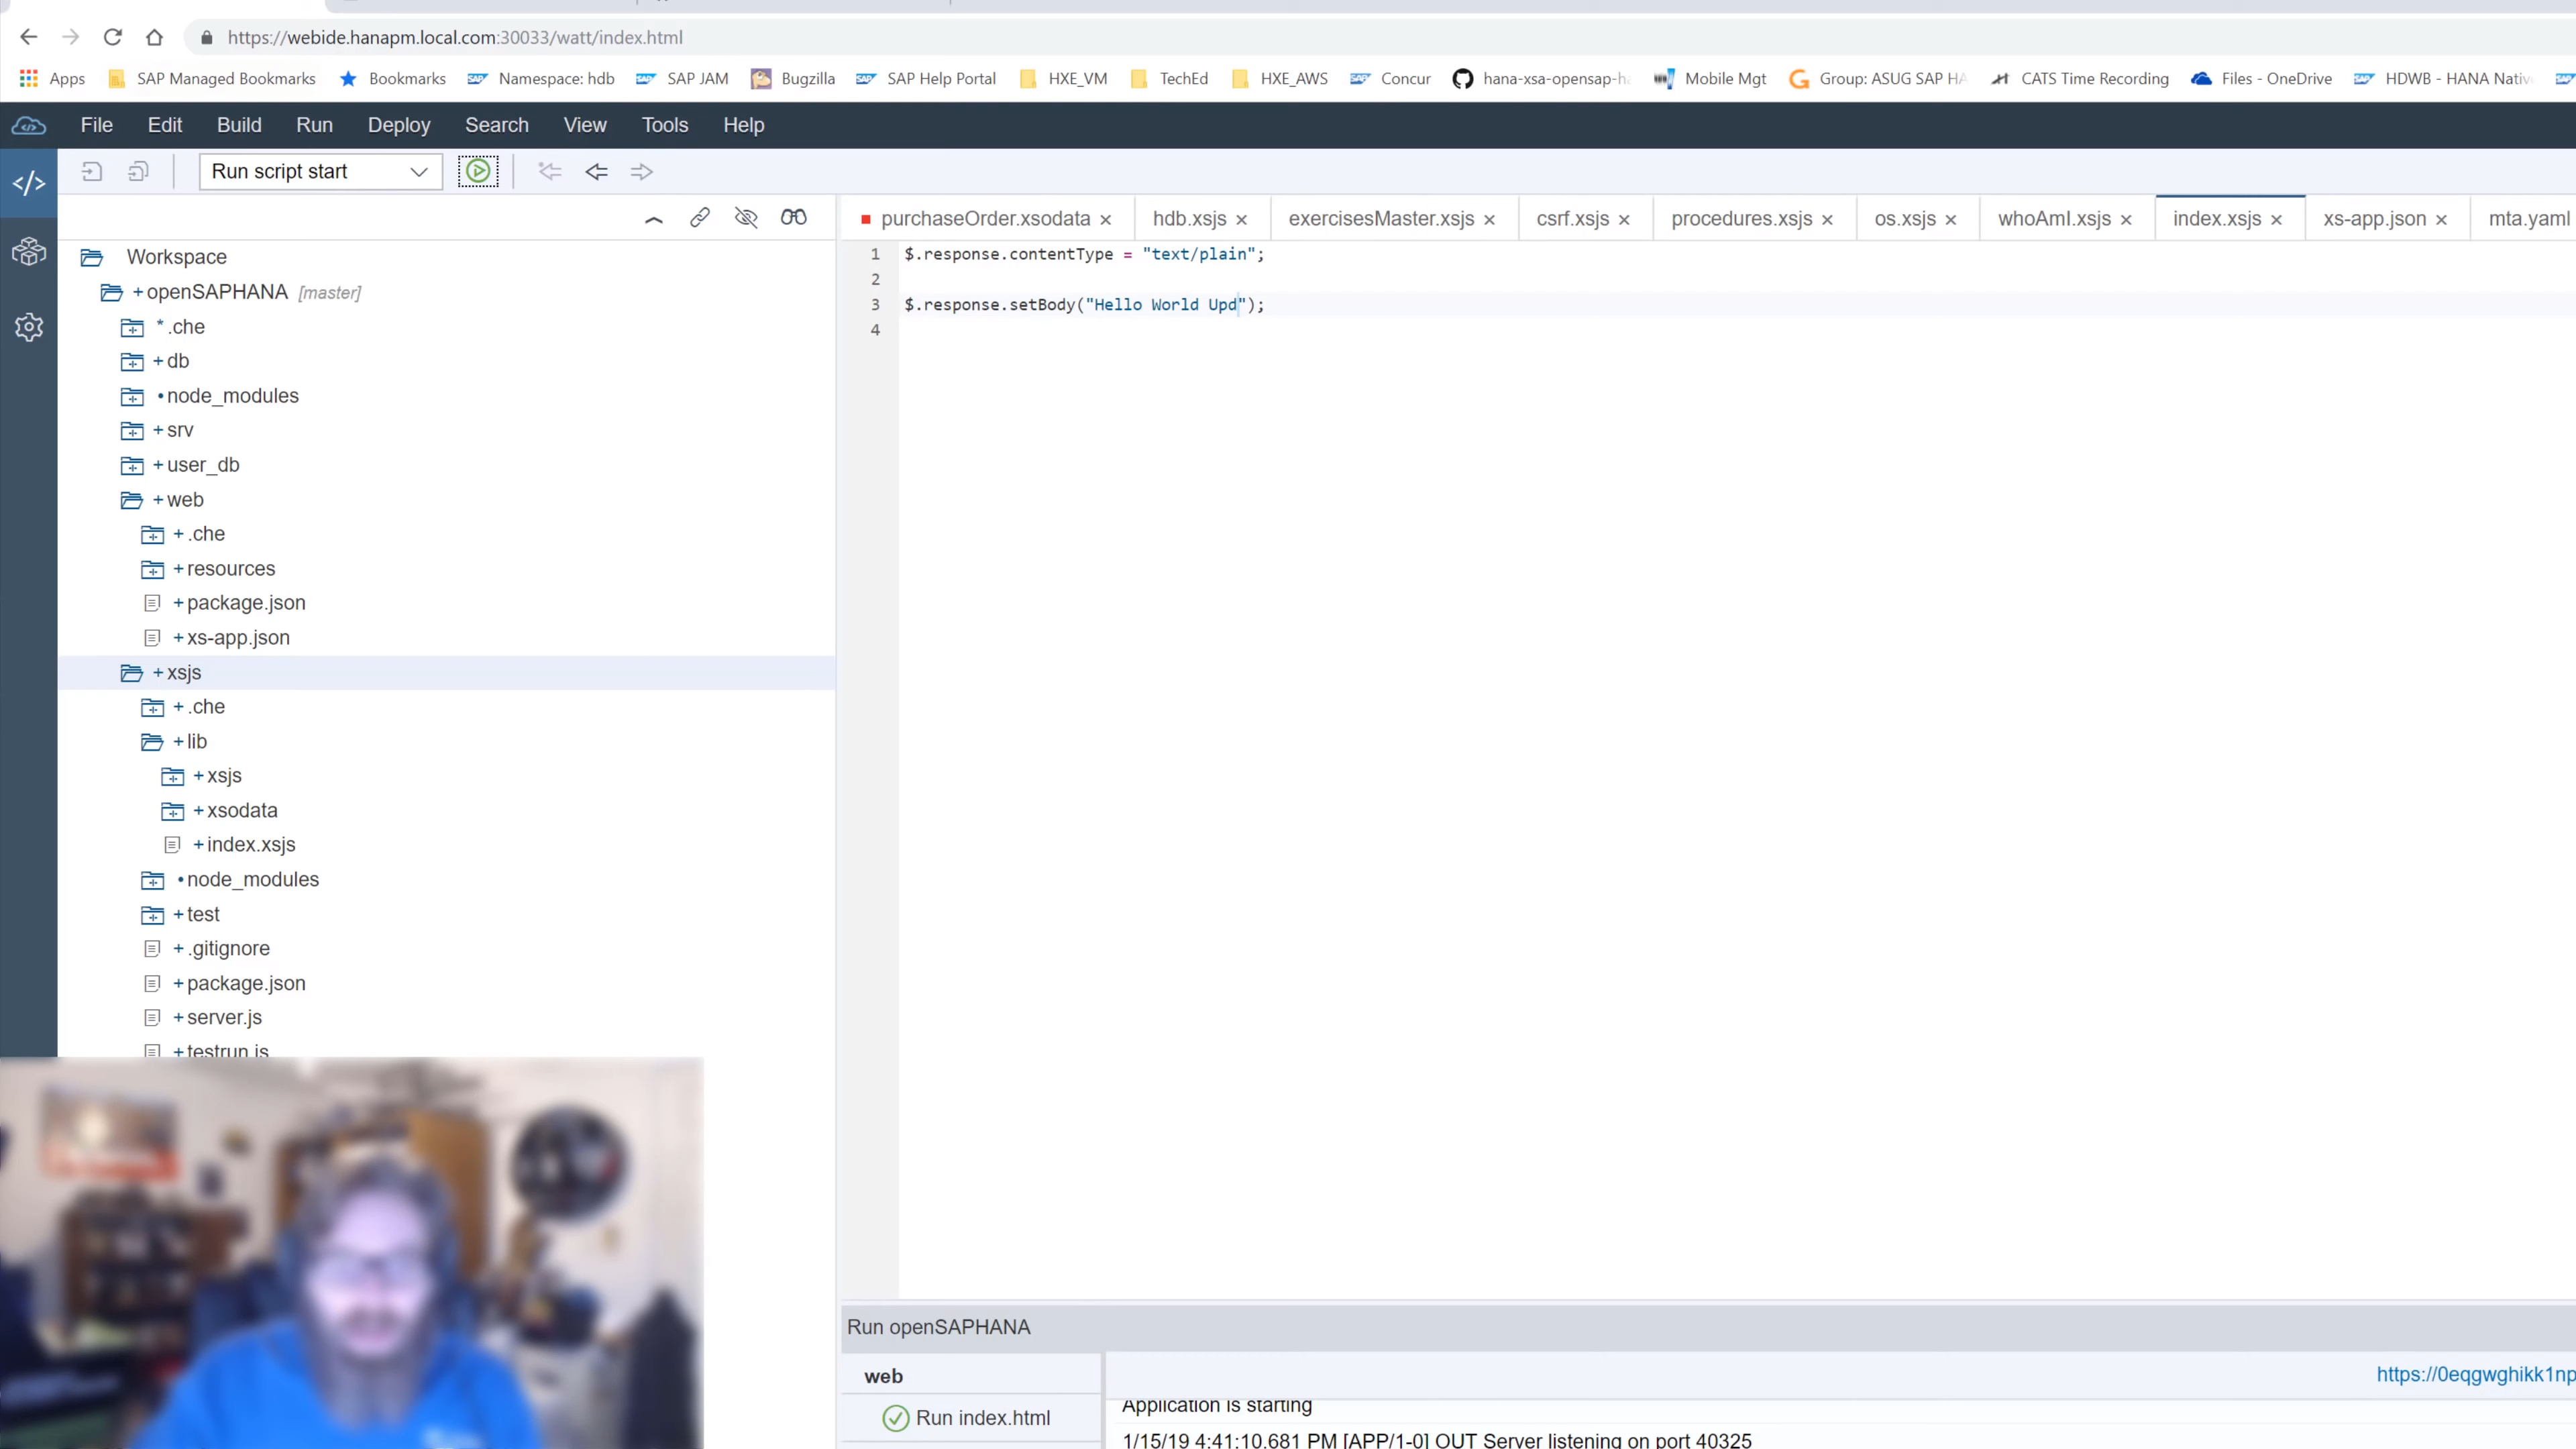 https://webide.hanapm.local.com:30033/watt/index.html
Apps SAP Managed Bookmarks Bookmarks Namespace: hdb SAP JAM Bugzilla SAP Help Portal HXE_VM TechEd HXE_AWS Concur hana-xsa-opensap-ha Mobile Mgt Group: ASUG SAP HA CATS Time Recording Files - OneDrive HDWB - HANA Nativ
File Edit Build Run Deploy Search View Tools Help
Run script start
purchaseOrder.xsodata × hdb.xsjs × exercisesMaster.xsjs × csrf.xsjs × procedures.xsjs × os.xsjs × whoAmI.xsjs × index.xsjs × xs-app.json × mta.yaml
Workspace
+ openSAPHANA [master]
* .che
+ db
• node_modules
+ srv
+ user_db
+ web
+ .che
+ resources
+ package.json
+ xs-app.json
+ xsjs
+ .che
+ lib
+ xsjs
+ xsodata
+ index.xsjs
• node_modules
+ test
+ .gitignore
+ package.json
+ server.js
+ testrun.js
1 $.response.contentType = "text/plain";
2
3 $.response.setBody("Hello World Upd");
4
Run openSAPHANA
web
https://0eqgwghikk1np
Run index.html
Application is starting
1/15/19 4:41:10.681 PM [APP/1-0] OUT Server listening on port 40325